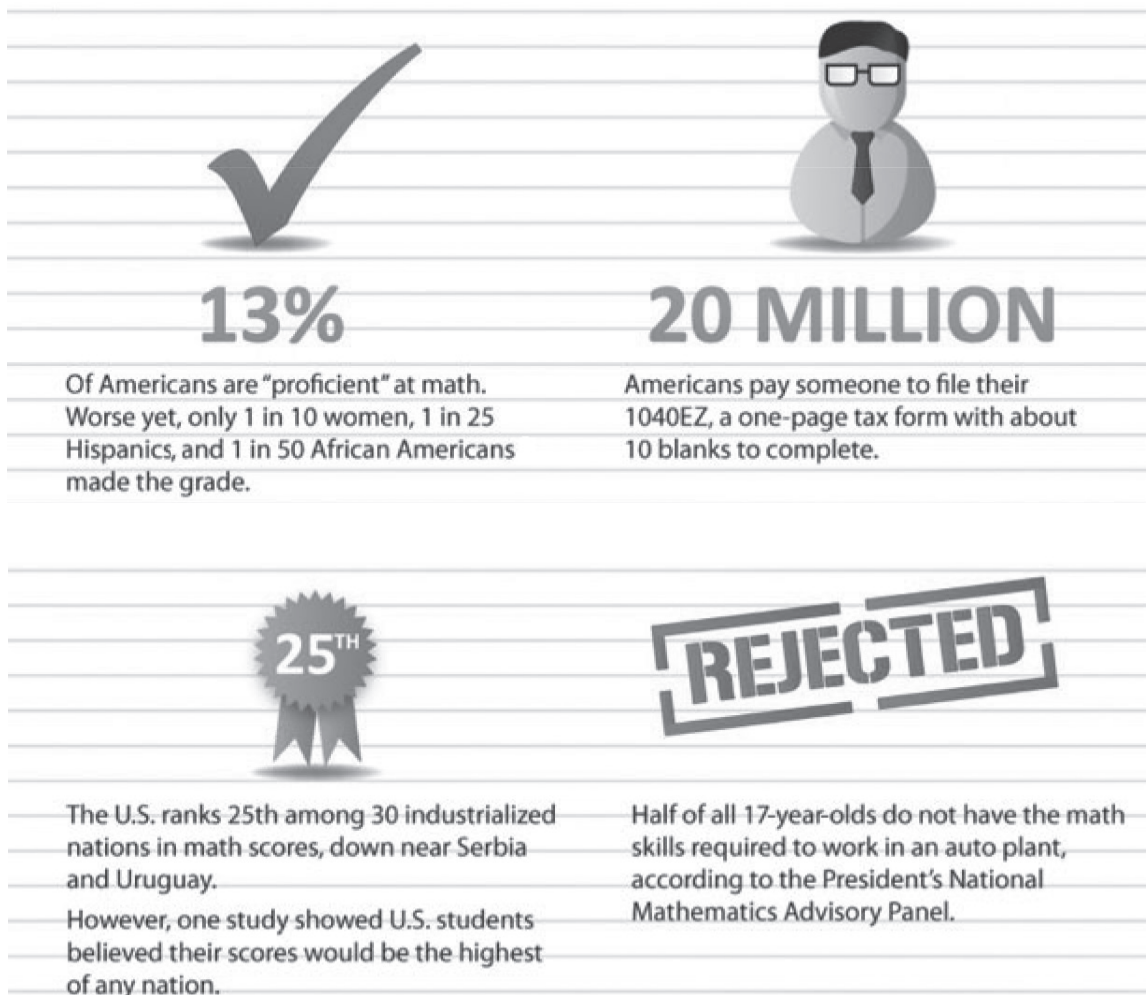 13%
Of Americans are "proficient" at math.
Worse yet, only 1 in 10 women, 1 in 25
Hispanics, and 1 in 50 African Americans
made the grade.
20 MILLION
Americans pay someone to file their
1040EZ, a one-page tax form with about
10 blanks to complete.
25TH
The U.S. ranks 25th among 30 industrialized
nations in math scores, down near Serbia
and Uruguay.
However, one study showed U.S. students
believed their scores would be the highest
of any nation.
REJECTED
Half of all 17-year-olds do not have the math
skills required to work in an auto plant,
according to the President's National
Mathematics Advisory Panel.